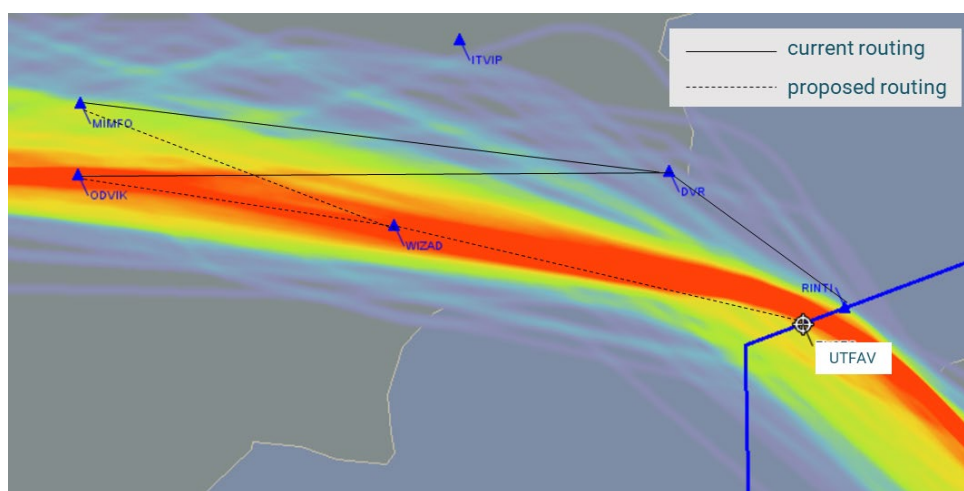 ITVIP
current routing
proposed routing
MIMFO
ODVIK
DVR
WIZAD
RINTI
UTFAV